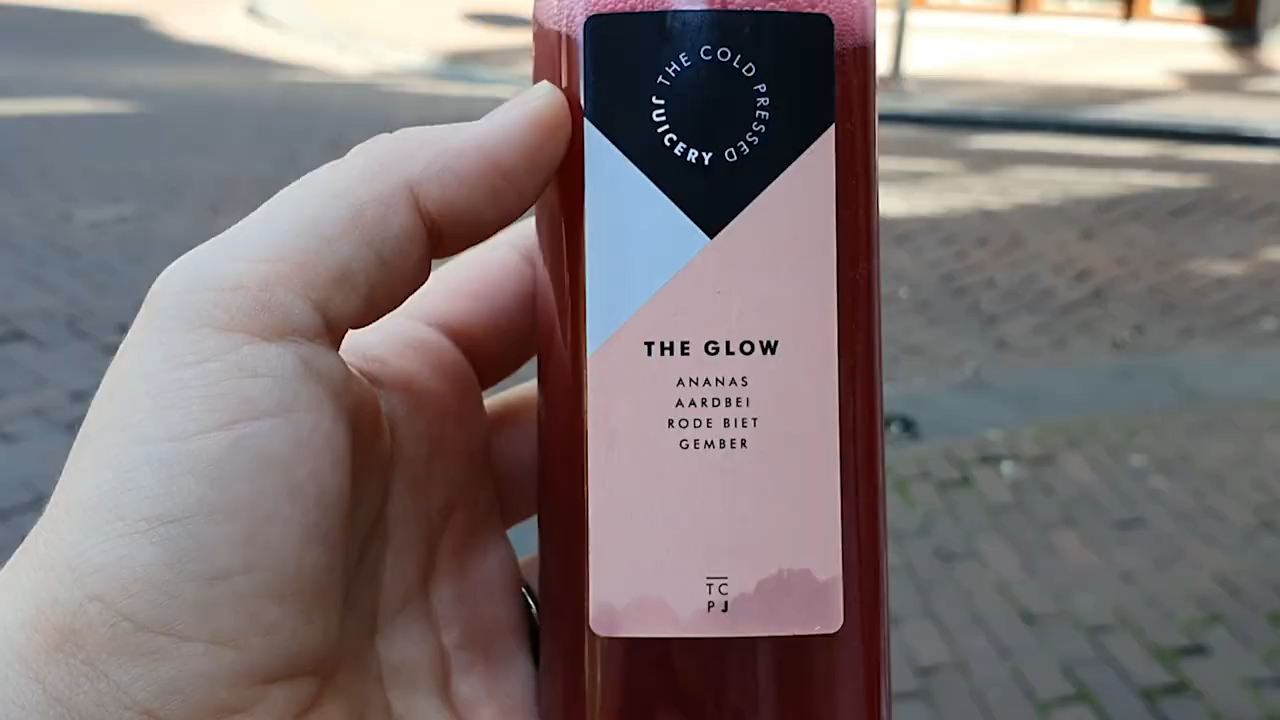 THE COLD PRESSED JUICERY
THE GLOW
ANANAS
AARDBEI
RODE BIET
GEMBER
TC
PJ